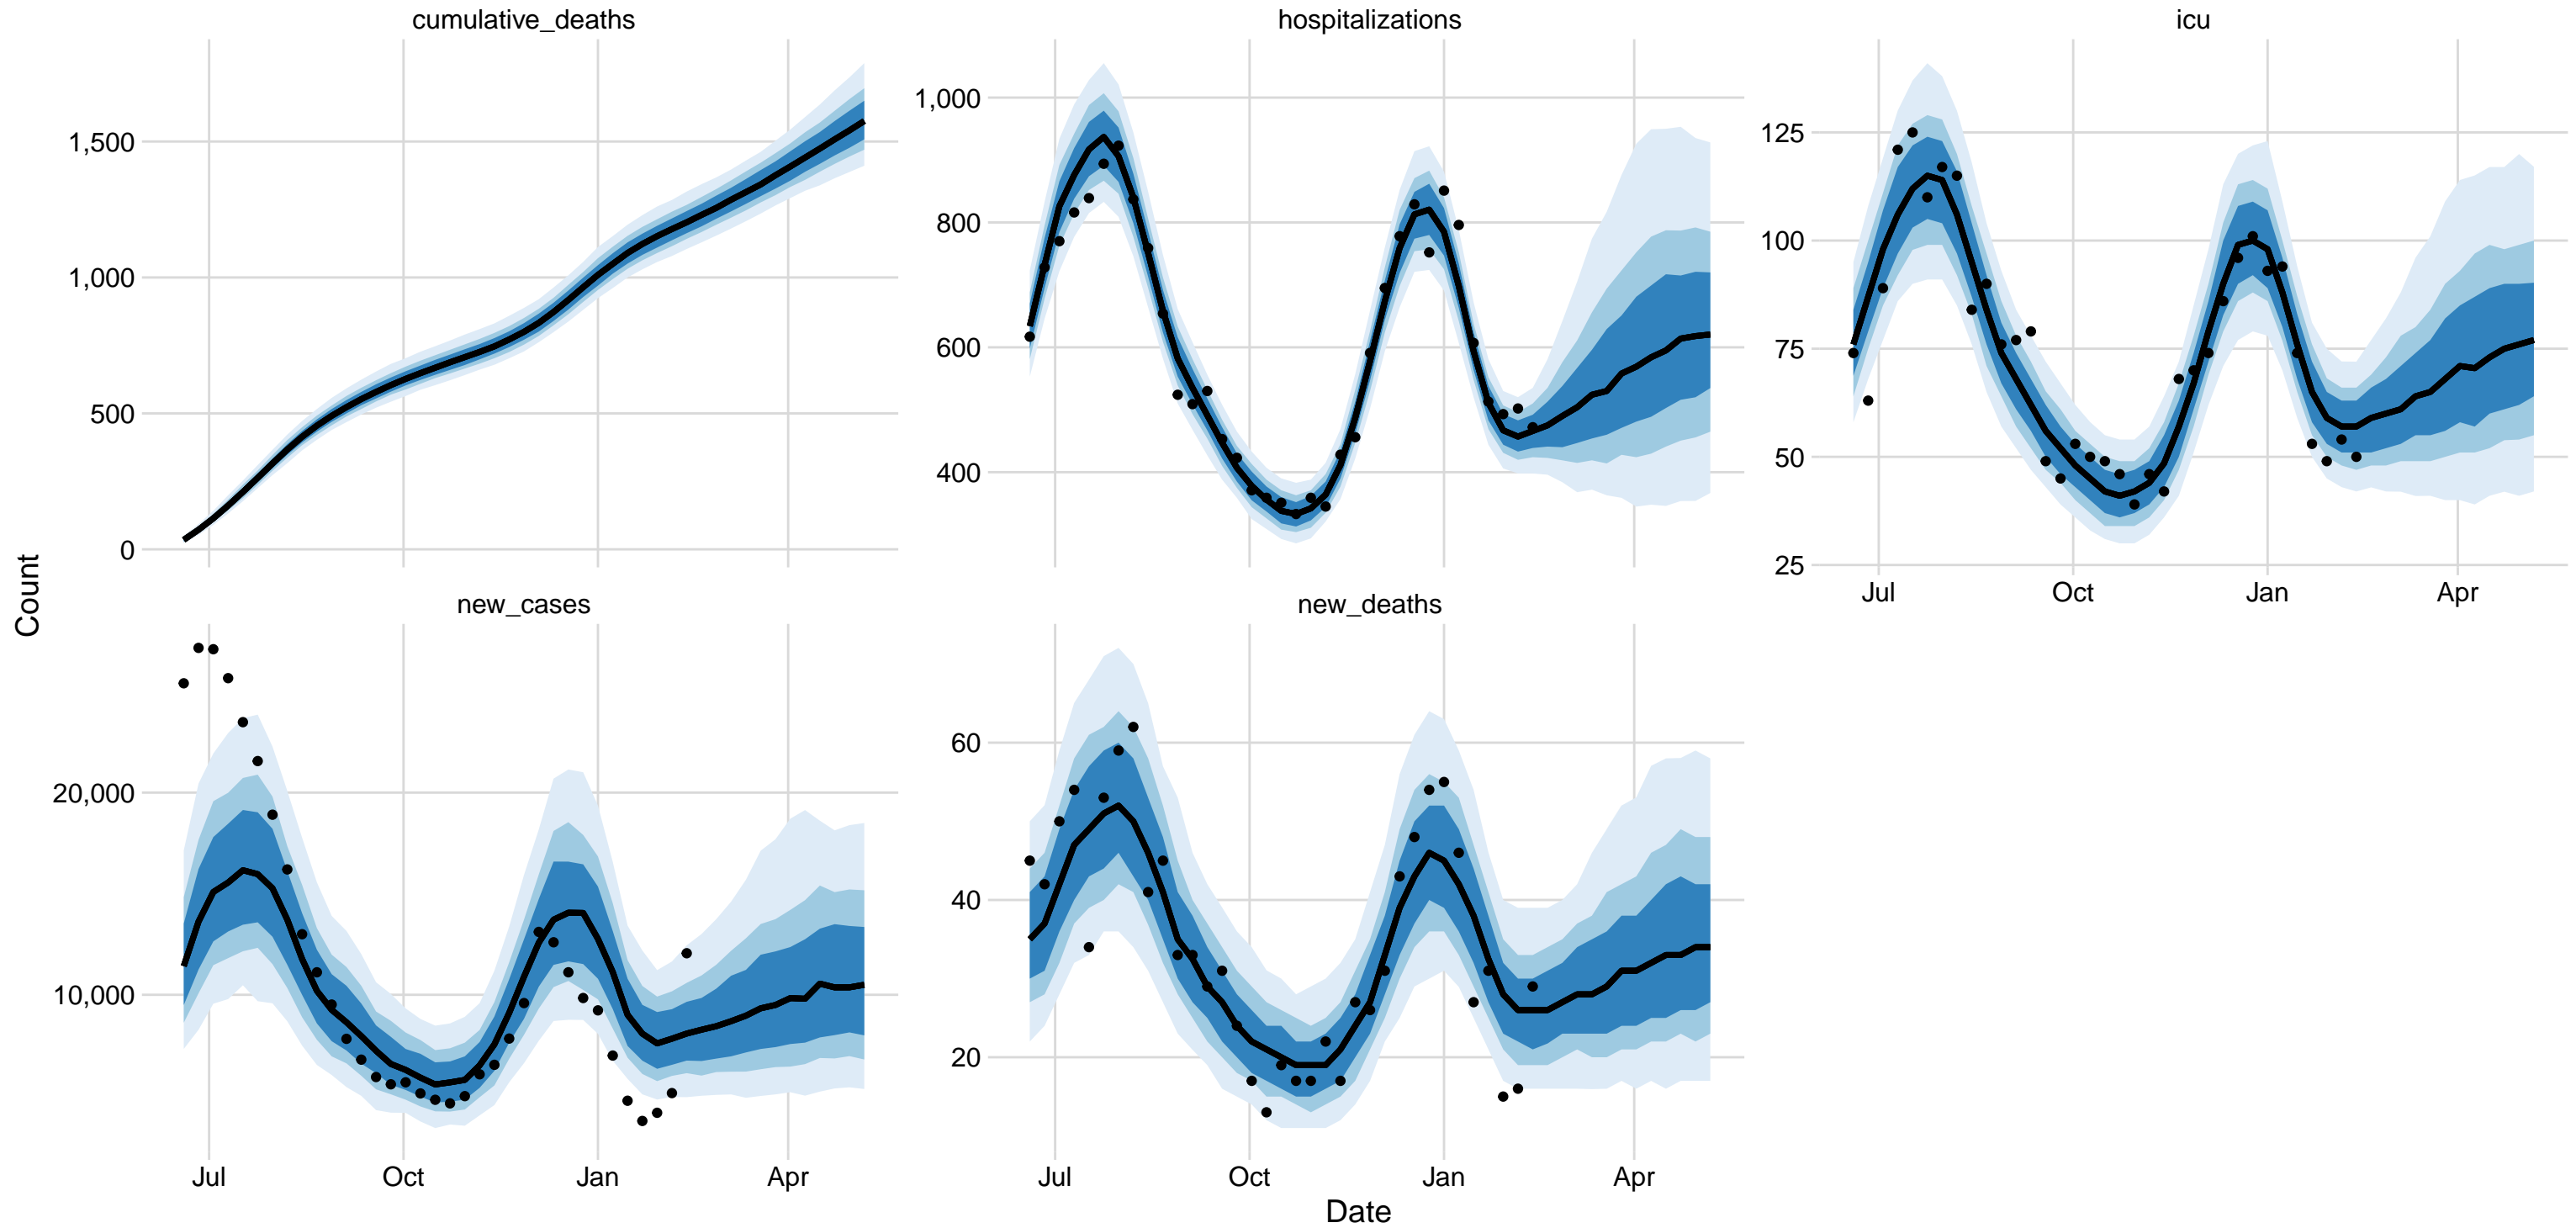 cumulative_deaths
1,500
1,000
500
0
hospitalizations
1,000
800
600
400
icu
125
100
75
50
25
Jul Oct Jan Apr
Count
new_cases
20,000
10,000
Jul Oct Jan Apr
new_deaths
60
40
20
Jul Oct Jan Apr
Date